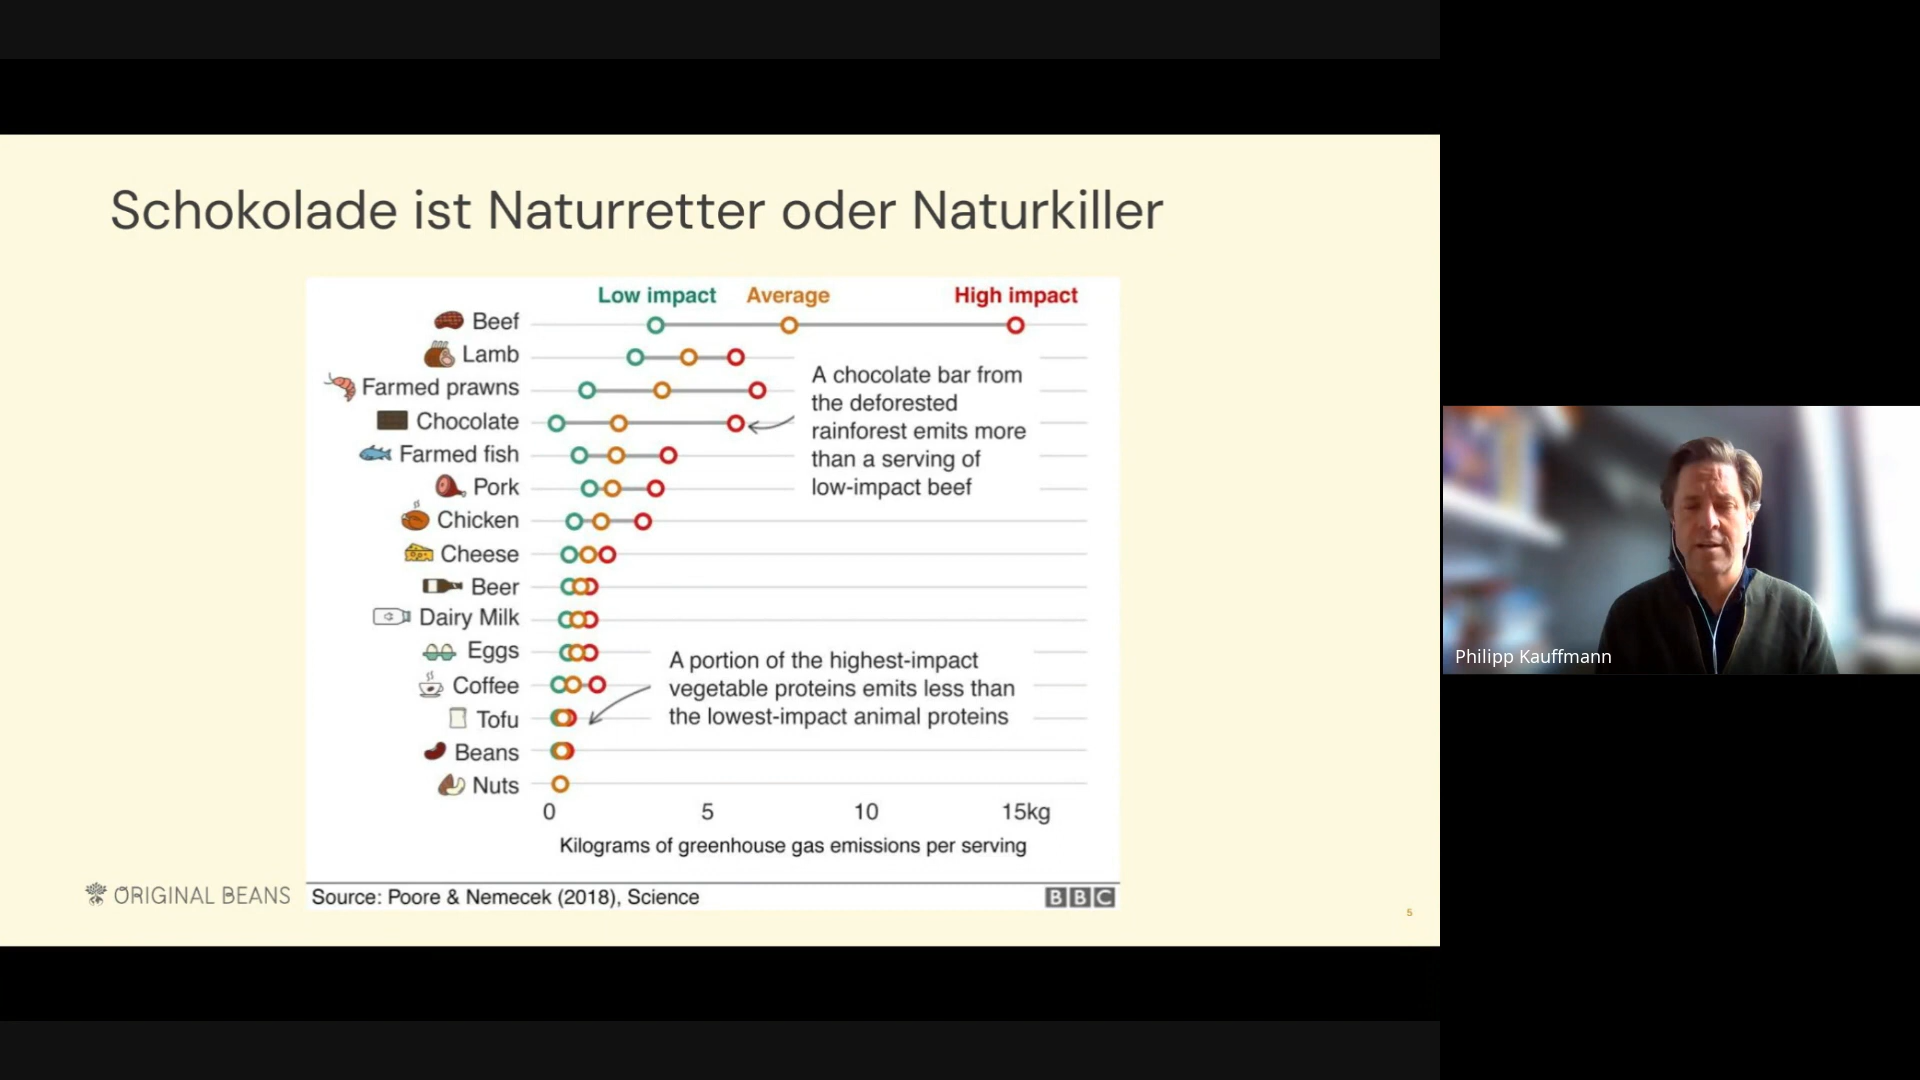 Schokolade ist Naturretter oder Naturkiller
Low impact
Average
High impact
Beef
Lamb
Farmed prawns
Chocolate
Farmed fish
Pork
Chicken
Cheese
Beer
Dairy Milk
Eggs
Coffee
Tofu
Beans
Nuts
A chocolate bar from
the deforested
rainforest emits more
than a serving of
low-impact beef
A portion of the highest-impact
vegetable proteins emits less than
the lowest-impact animal proteins
0 5 10 15kg
Kilograms of greenhouse gas emissions per serving
Source: Poore & Nemecek (2018), Science
BBC
ORIGINAL BEANS
5
Philipp Kauffmann